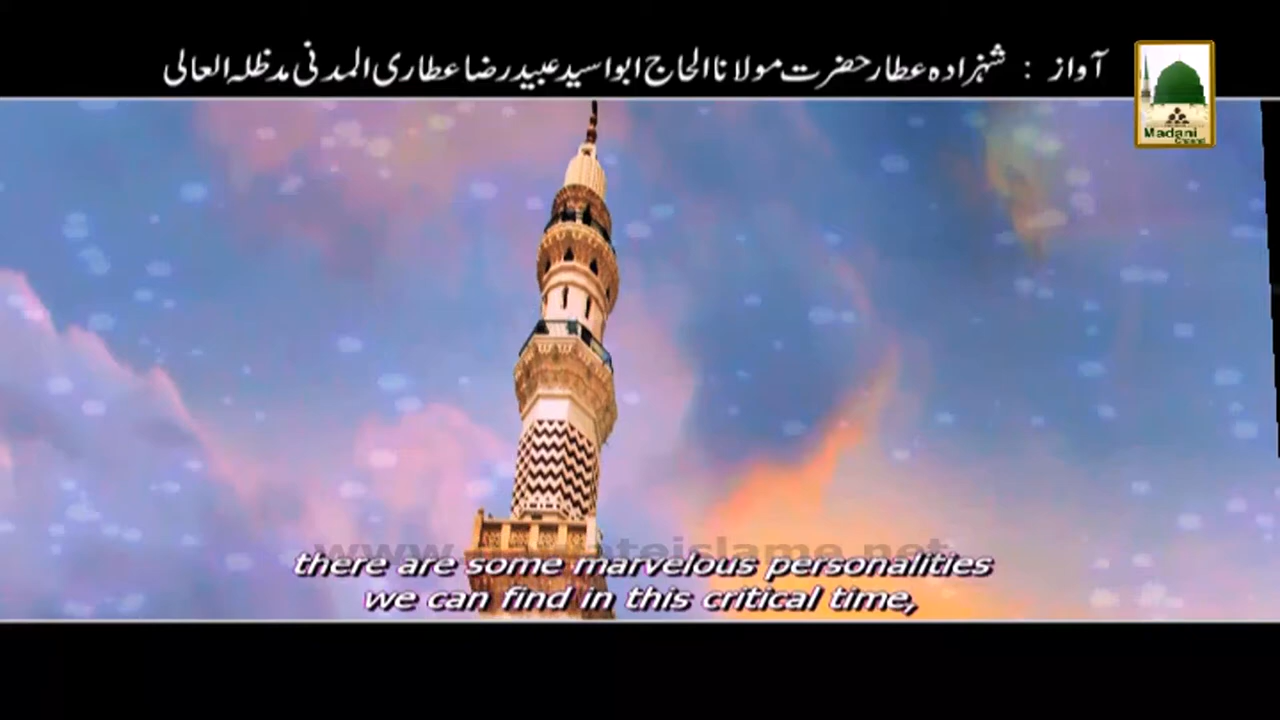 آواز : شہزادہ عطار حضرت مولانا الحاج ابو اسید عبید رضا عطاری المدنی مدظلہ العالی
Madani
Channel
there are some marvelous personalities
we can find in this critical time,